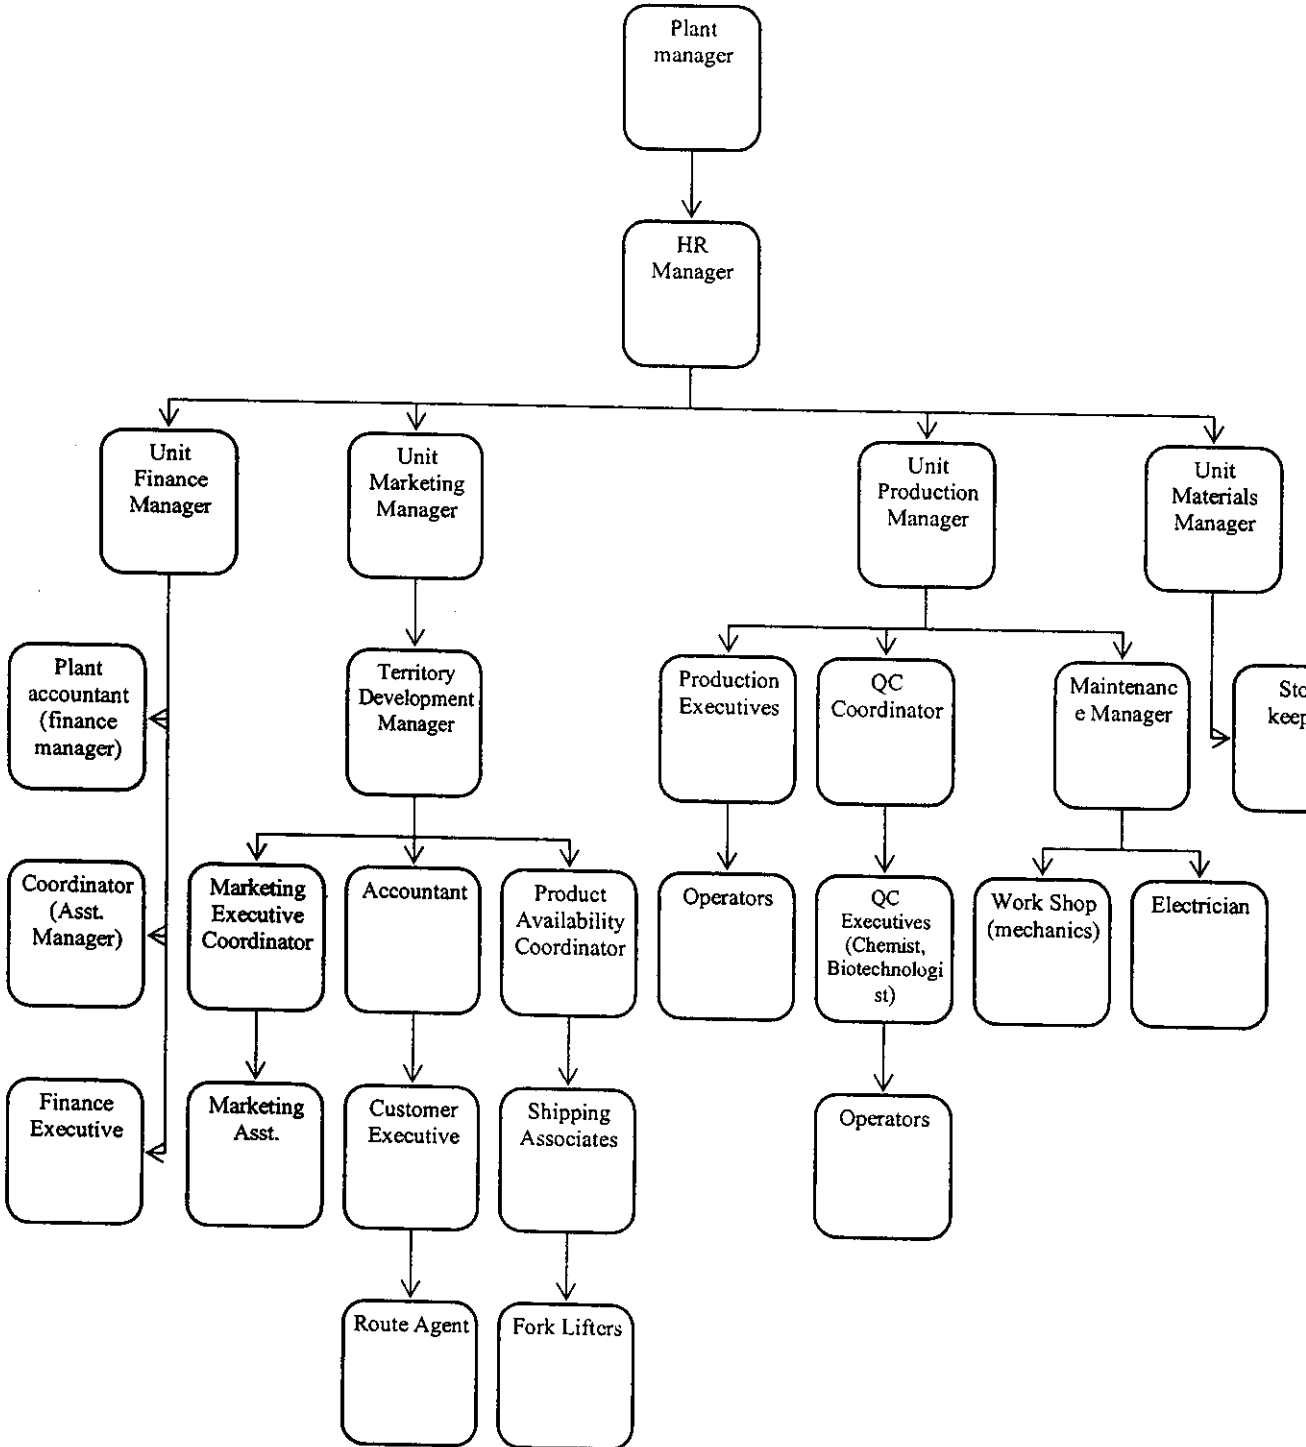 Plant
manager
HR
Manager
Unit
Finance
Manager
Unit
Marketing
Manager
Unit
Production
Manager
Unit
Materials
Manager
Plant
accountant
(finance
manager)
Territory
Development
Manager
Production
Executives
QC
Coordinator
Maintenanc
e Manager
Sto
keep
Coordinator
(Asst.
Manager)
Marketing
Executive
Coordinator
Accountant
Product
Availability
Coordinator
Operators
QC
Executives
(Chemist,
Biotechnologi
st)
Work Shop
(mechanics)
Electrician
Finance
Executive
Marketing
Asst.
Customer
Executive
Shipping
Associates
Operators
Route Agent
Fork Lifters